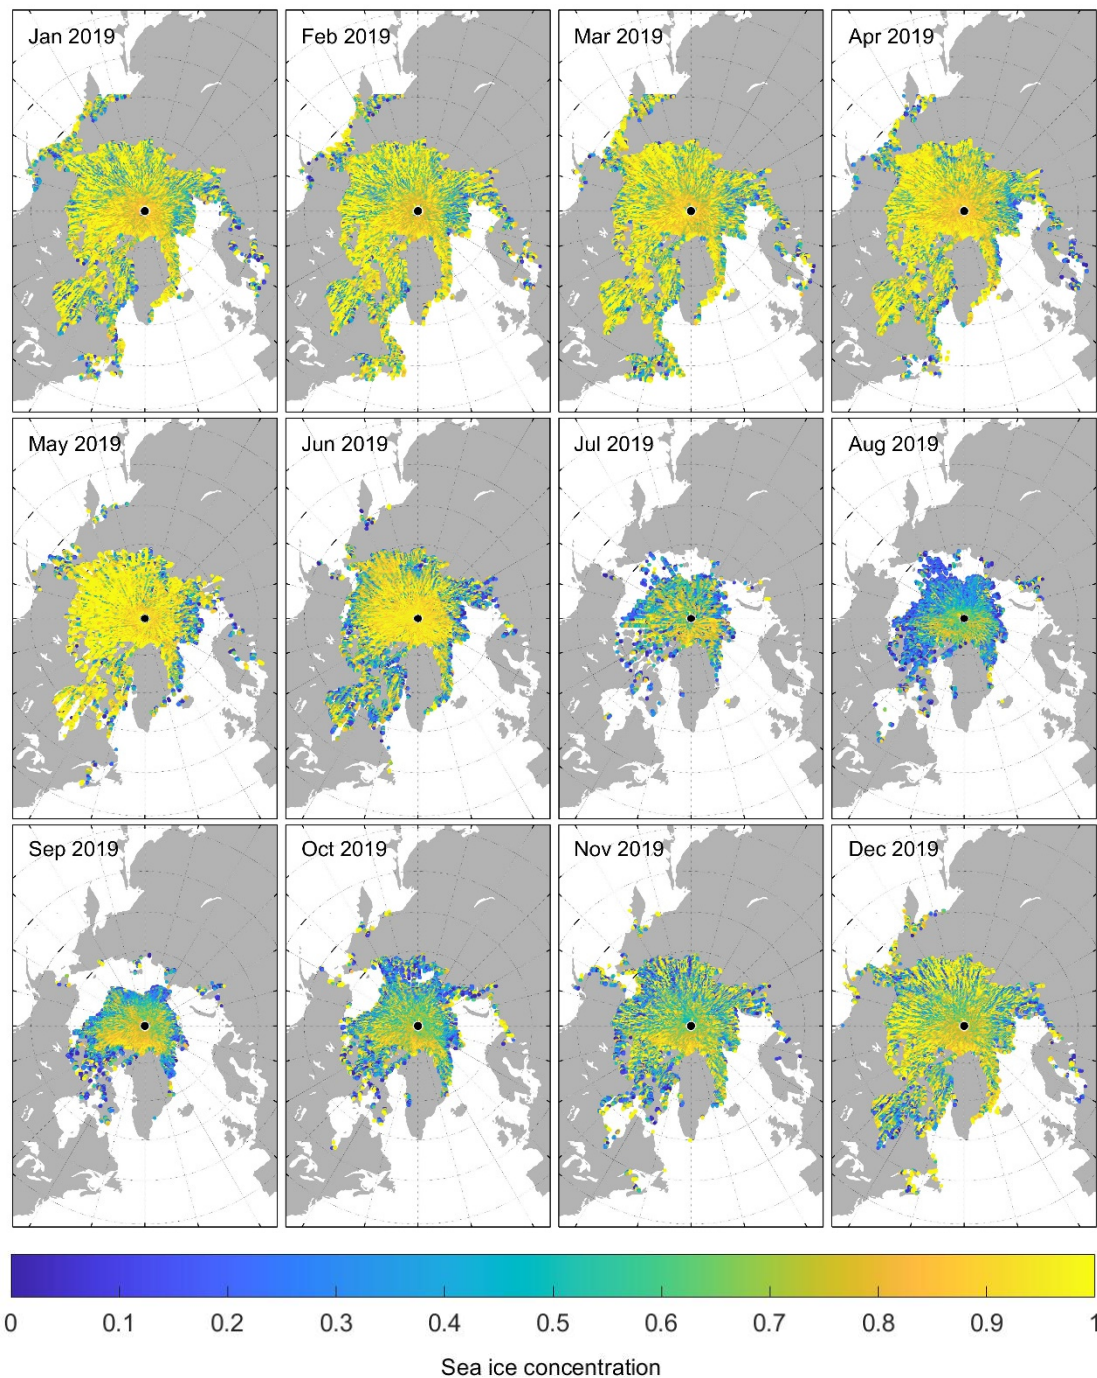 Jan 2019 Feb 2019 Mar 2019 Apr 2019
May 2019 Jun 2019 Jul 2019 Aug 2019
Sep 2019 Oct 2019 Nov 2019 Dec 2019
0 0.1 0.2 0.3 0.4 0.5 0.6 0.7 0.8 0.9 1
Sea ice concentration